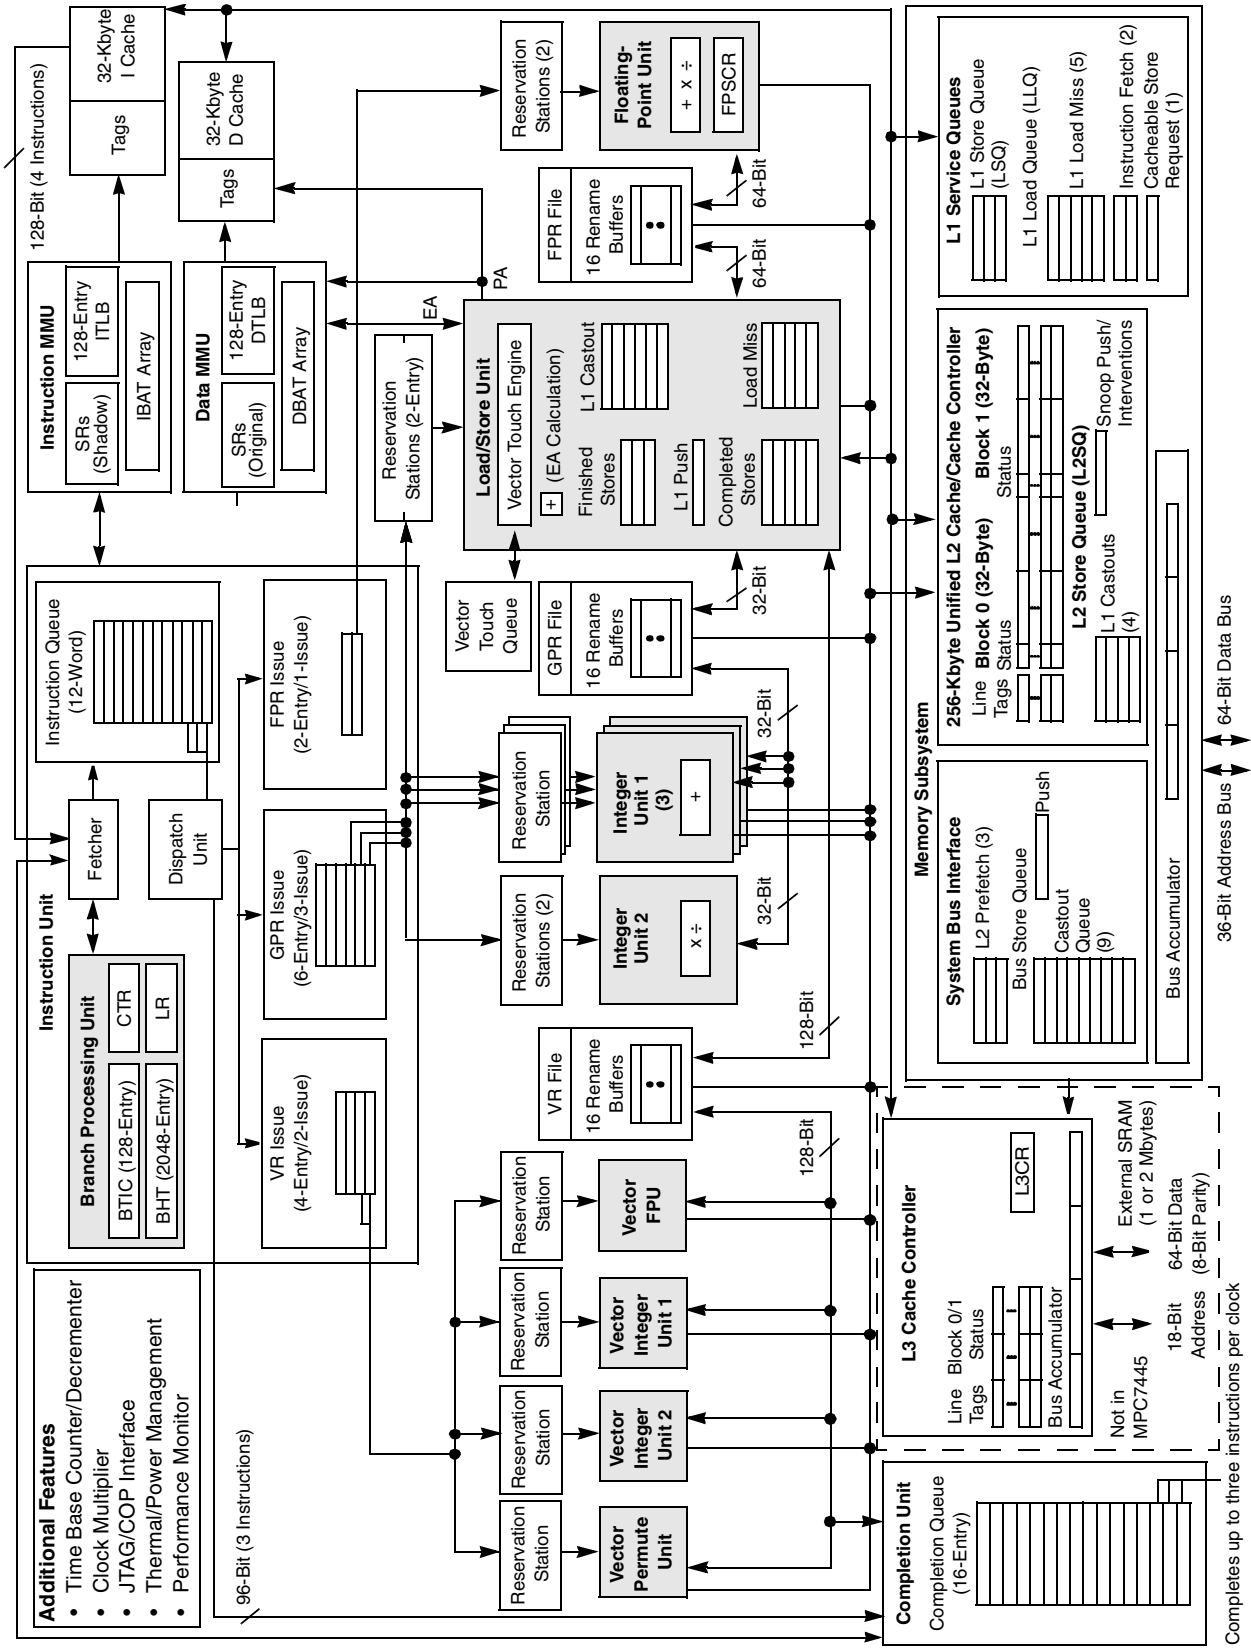 Additional Features
• Time Base Counter/Decrementer
• Clock Multiplier
• JTAG/COP Interface
• Thermal/Power Management
• Performance Monitor
Instruction Unit
Branch Processing Unit
BTIC (128-Entry)
CTR
BHT (2048-Entry)
LR
Fetcher
Dispatch
Unit
Instruction Queue
(12-Word)
96-Bit (3 Instructions)
128-Bit (4 Instructions)
VR Issue
(4-Entry/2-Issue)
GPR Issue
(6-Entry/3-Issue)
FPR Issue
(2-Entry/1-Issue)
Instruction MMU
SRs
(Shadow)
128-Entry
ITLB
IBAT Array
Data MMU
SRs
(Original)
128-Entry
DTLB
DBAT Array
Tags
32-Kbyte
I Cache
Tags
32-Kbyte
D Cache
EA
PA
Reservation
Stations (2-Entry)
Reservation
Station
Reservation
Station
Reservation
Station
Reservation
Station
Reservation
Stations (2)
Reservation
Station
Reservation
Stations (2)
Vector
Permute
Unit
Vector
Integer
Unit 2
Vector
Integer
Unit 1
Vector
FPU
VR File
16 Rename
Buffers
Integer
Unit 2
x ÷
Integer
Unit 1
(3)
+
GPR File
16 Rename
Buffers
Vector
Touch
Queue
Load/Store Unit
Vector Touch Engine
+
(EA Calculation)
Finished
Stores
L1 Castout
L1 Push
Completed
Stores
Load Miss
FPR File
16 Rename
Buffers
Floating-
Point Unit
+ x ÷
FPSCR
128-Bit
128-Bit
32-Bit
32-Bit
32-Bit
64-Bit
64-Bit
Completion Unit
Completion Queue
(16-Entry)
Completes up to three instructions per clock
L3 Cache Controller
Line
Tags
Block 0/1
Status
L3CR
Bus Accumulator
Not in
MPC7445
18-Bit
Address
64-Bit Data
(8-Bit Parity)
External SRAM
(1 or 2 Mbytes)
Memory Subsystem
System Bus Interface
L2 Prefetch (3)
Bus Store Queue
Castout
Queue
(9)
Push
Bus Accumulator
256-Kbyte Unified L2 Cache/Cache Controller
Line
Tags
Block 0 (32-Byte)
Status
Block 1 (32-Byte)
Status
L2 Store Queue (L2SQ)
L1 Castouts
(4)
Snoop Push/
Interventions
L1 Service Queues
L1 Store Queue
(LSQ)
L1 Load Queue (LLQ)
L1 Load Miss (5)
Instruction Fetch (2)
Cacheable Store
Request (1)
36-Bit Address Bus
64-Bit Data Bus